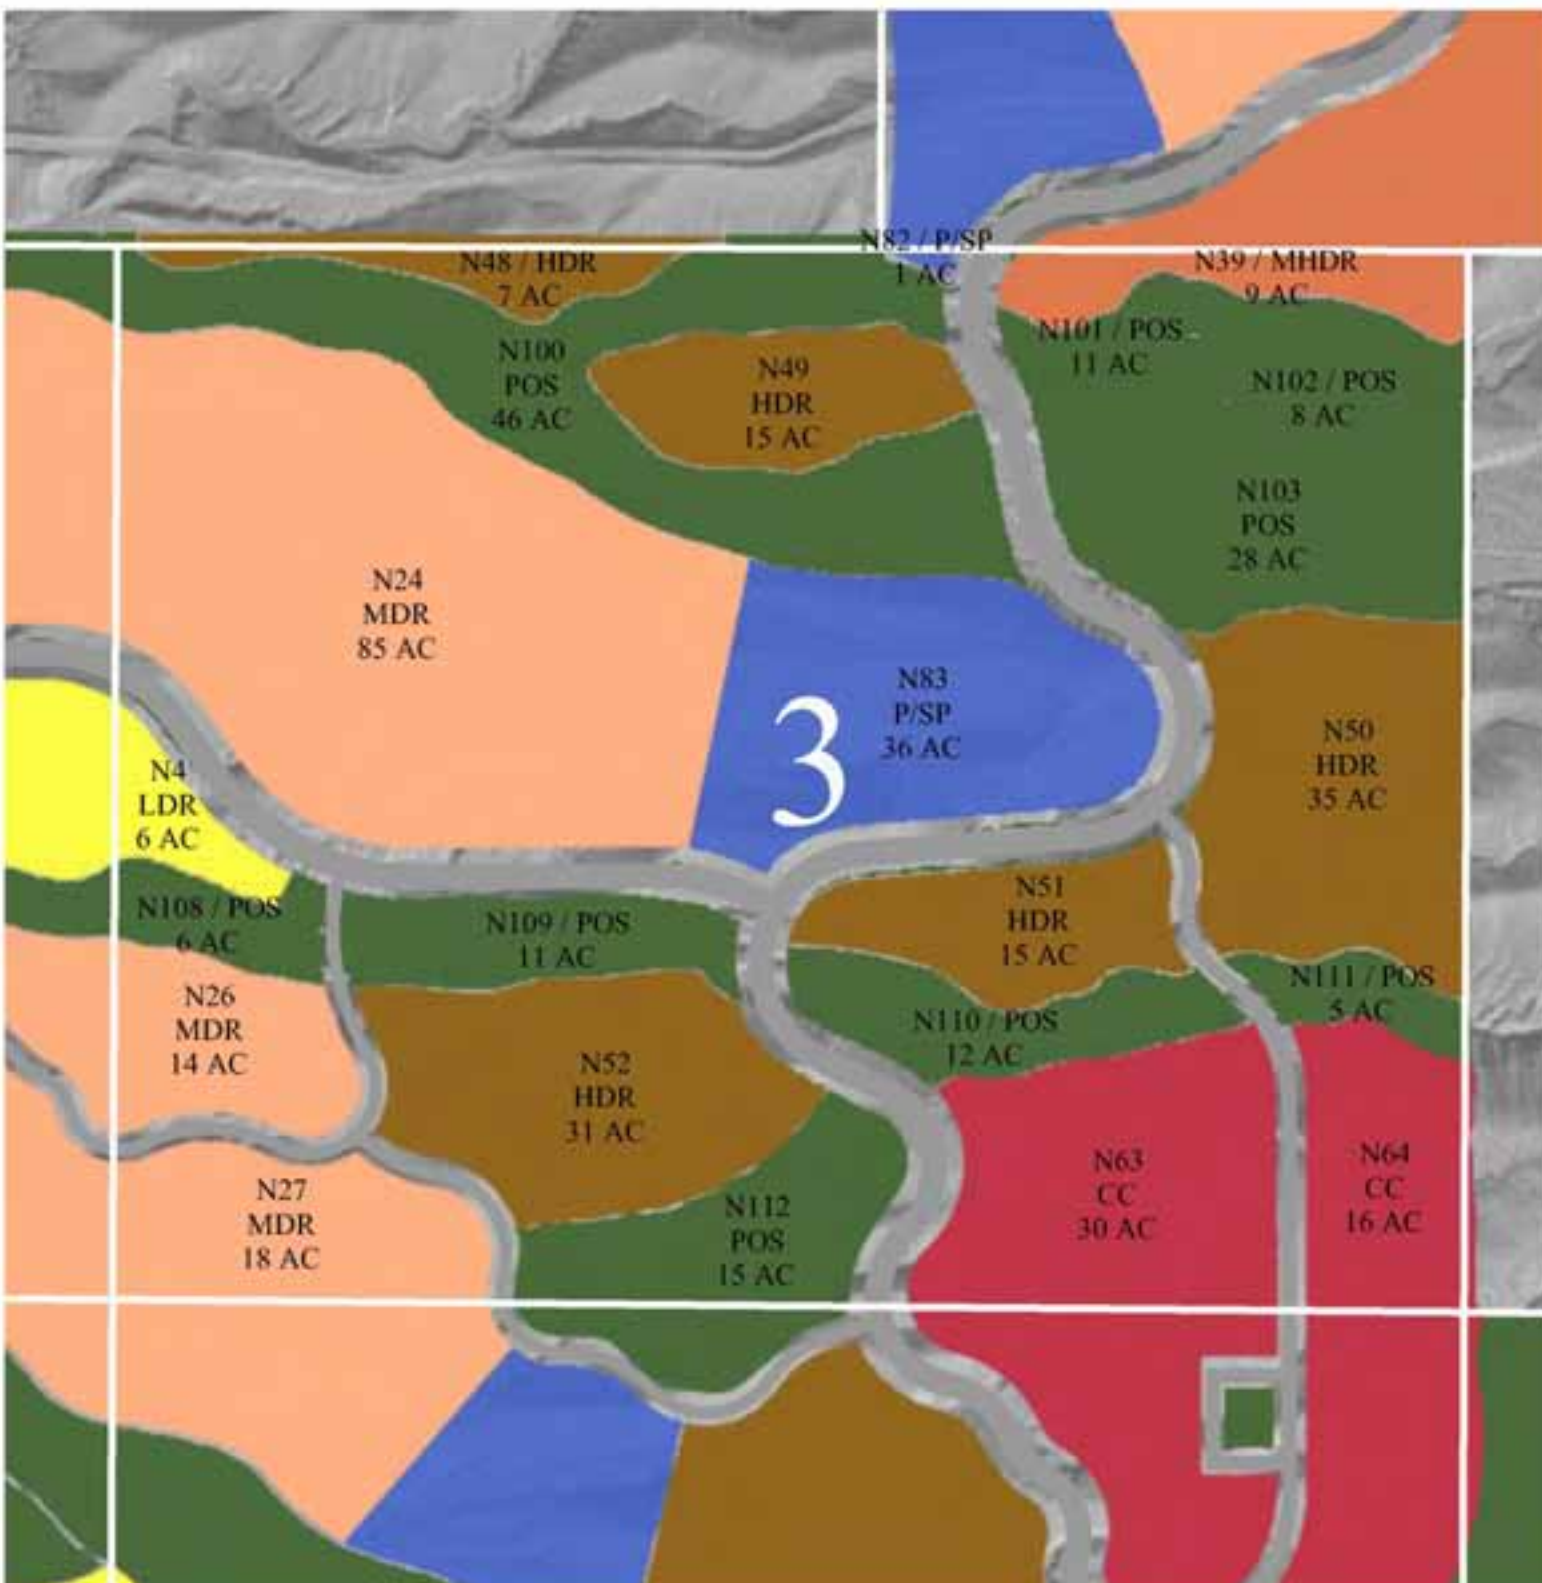 N82 / P/SP
1 AC
N48 / HDR
7 AC
N39 / MHDR
9 AC
N101 / POS
11 AC
N100
POS
46 AC
N49
HDR
15 AC
N102 / POS
8 AC
N103
POS
28 AC
N24
MDR
85 AC
N83
P/SP
36 AC
3
N50
HDR
35 AC
N4
LDR
6 AC
N51
HDR
15 AC
N108 / POS
6 AC
N109 / POS
11 AC
N111 / POS
5 AC
N26
MDR
14 AC
N110 / POS
12 AC
N52
HDR
31 AC
N63
CC
30 AC
N64
CC
16 AC
N27
MDR
18 AC
N112
POS
15 AC